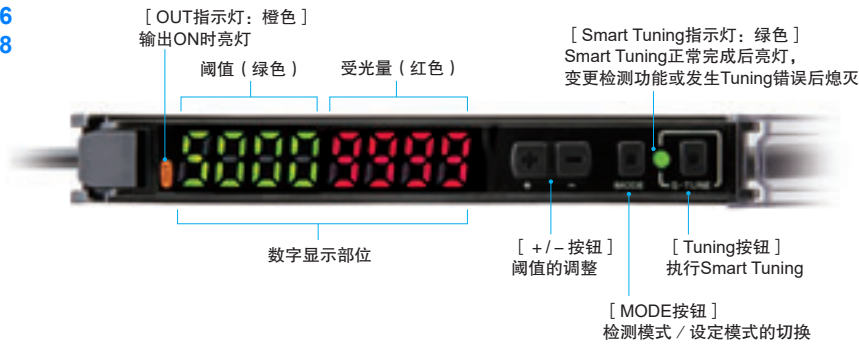 6
8
［OUT指示灯：橙色］
输出ON时亮灯
［Smart Tuning指示灯：绿色］
Smart Tuning正常完成后亮灯，
变更检测功能或发生Tuning错误后熄灭
阈值（绿色）
受光量（红色）
5000 9999
+ − MODE S-TUNE
数字显示部位
［+/−按钮］
阈值的调整
［Tuning按钮］
执行Smart Tuning
［MODE按钮］
检测模式／设定模式的切换